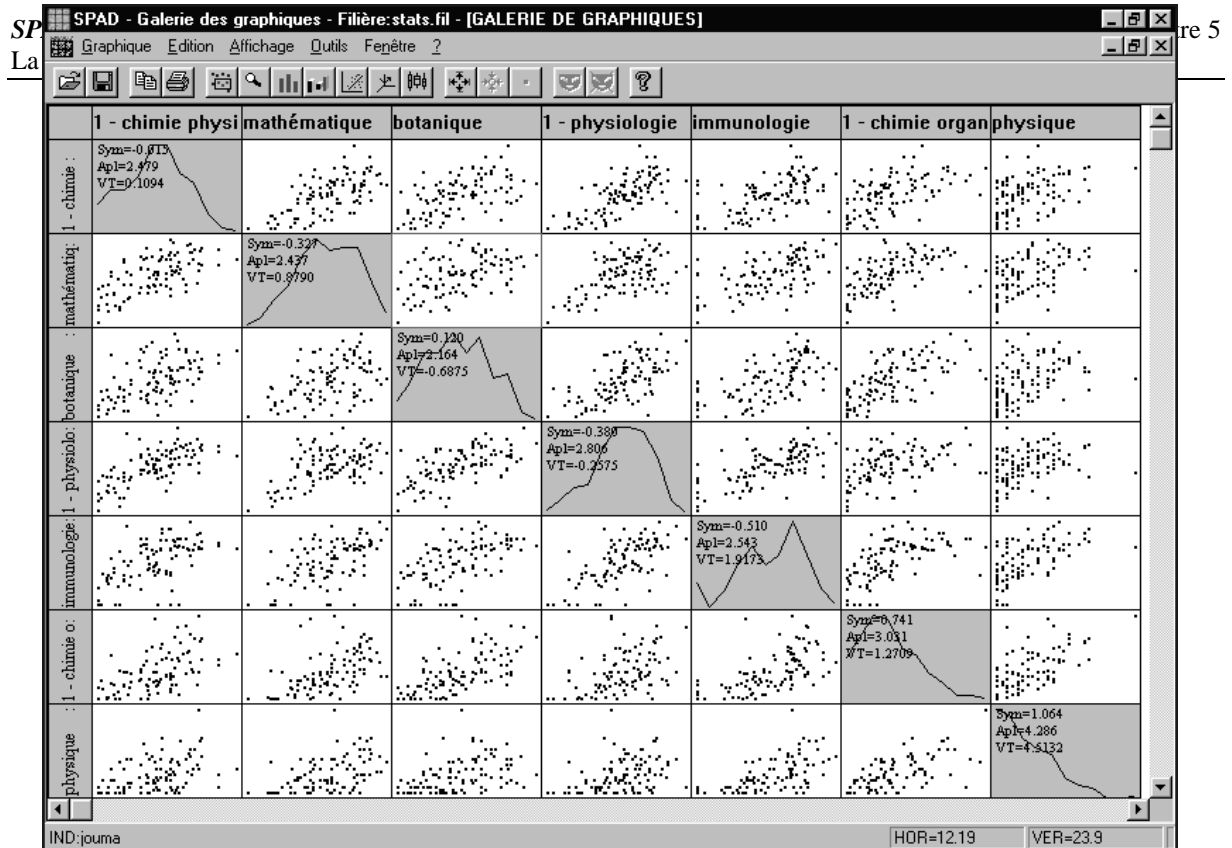 SPAD - Galerie des graphiques - Filière:stats.fil - [GALERIE DE GRAPHIQUES]
SP
tre 5
Graphique Edition Affichage Outils Fenêtre ?
La
1 - chimie physi mathématique botanique 1 - physiologie immunologie 1 - chimie organ physique
1 - chimie :
Sym=-0.013
Apl=2.479
VT=0.1094
mathématiq:
Sym=-0.327
Apl=2.437
VT=0.8790
botanique :
Sym=0.120
Apl=2.164
VT=-0.6875
1 - physiolo:
Sym=-0.380
Apl=2.806
VT=-0.2575
immunologie:
Sym=-0.510
Apl=2.543
VT=1.9173
1 - chimie o:
Sym=0.741
Apl=3.031
VT=1.2709
physique :
Sym=1.064
Apl=4.286
VT=4.5132
IND:jouma HOR=12.19 VER=23.9